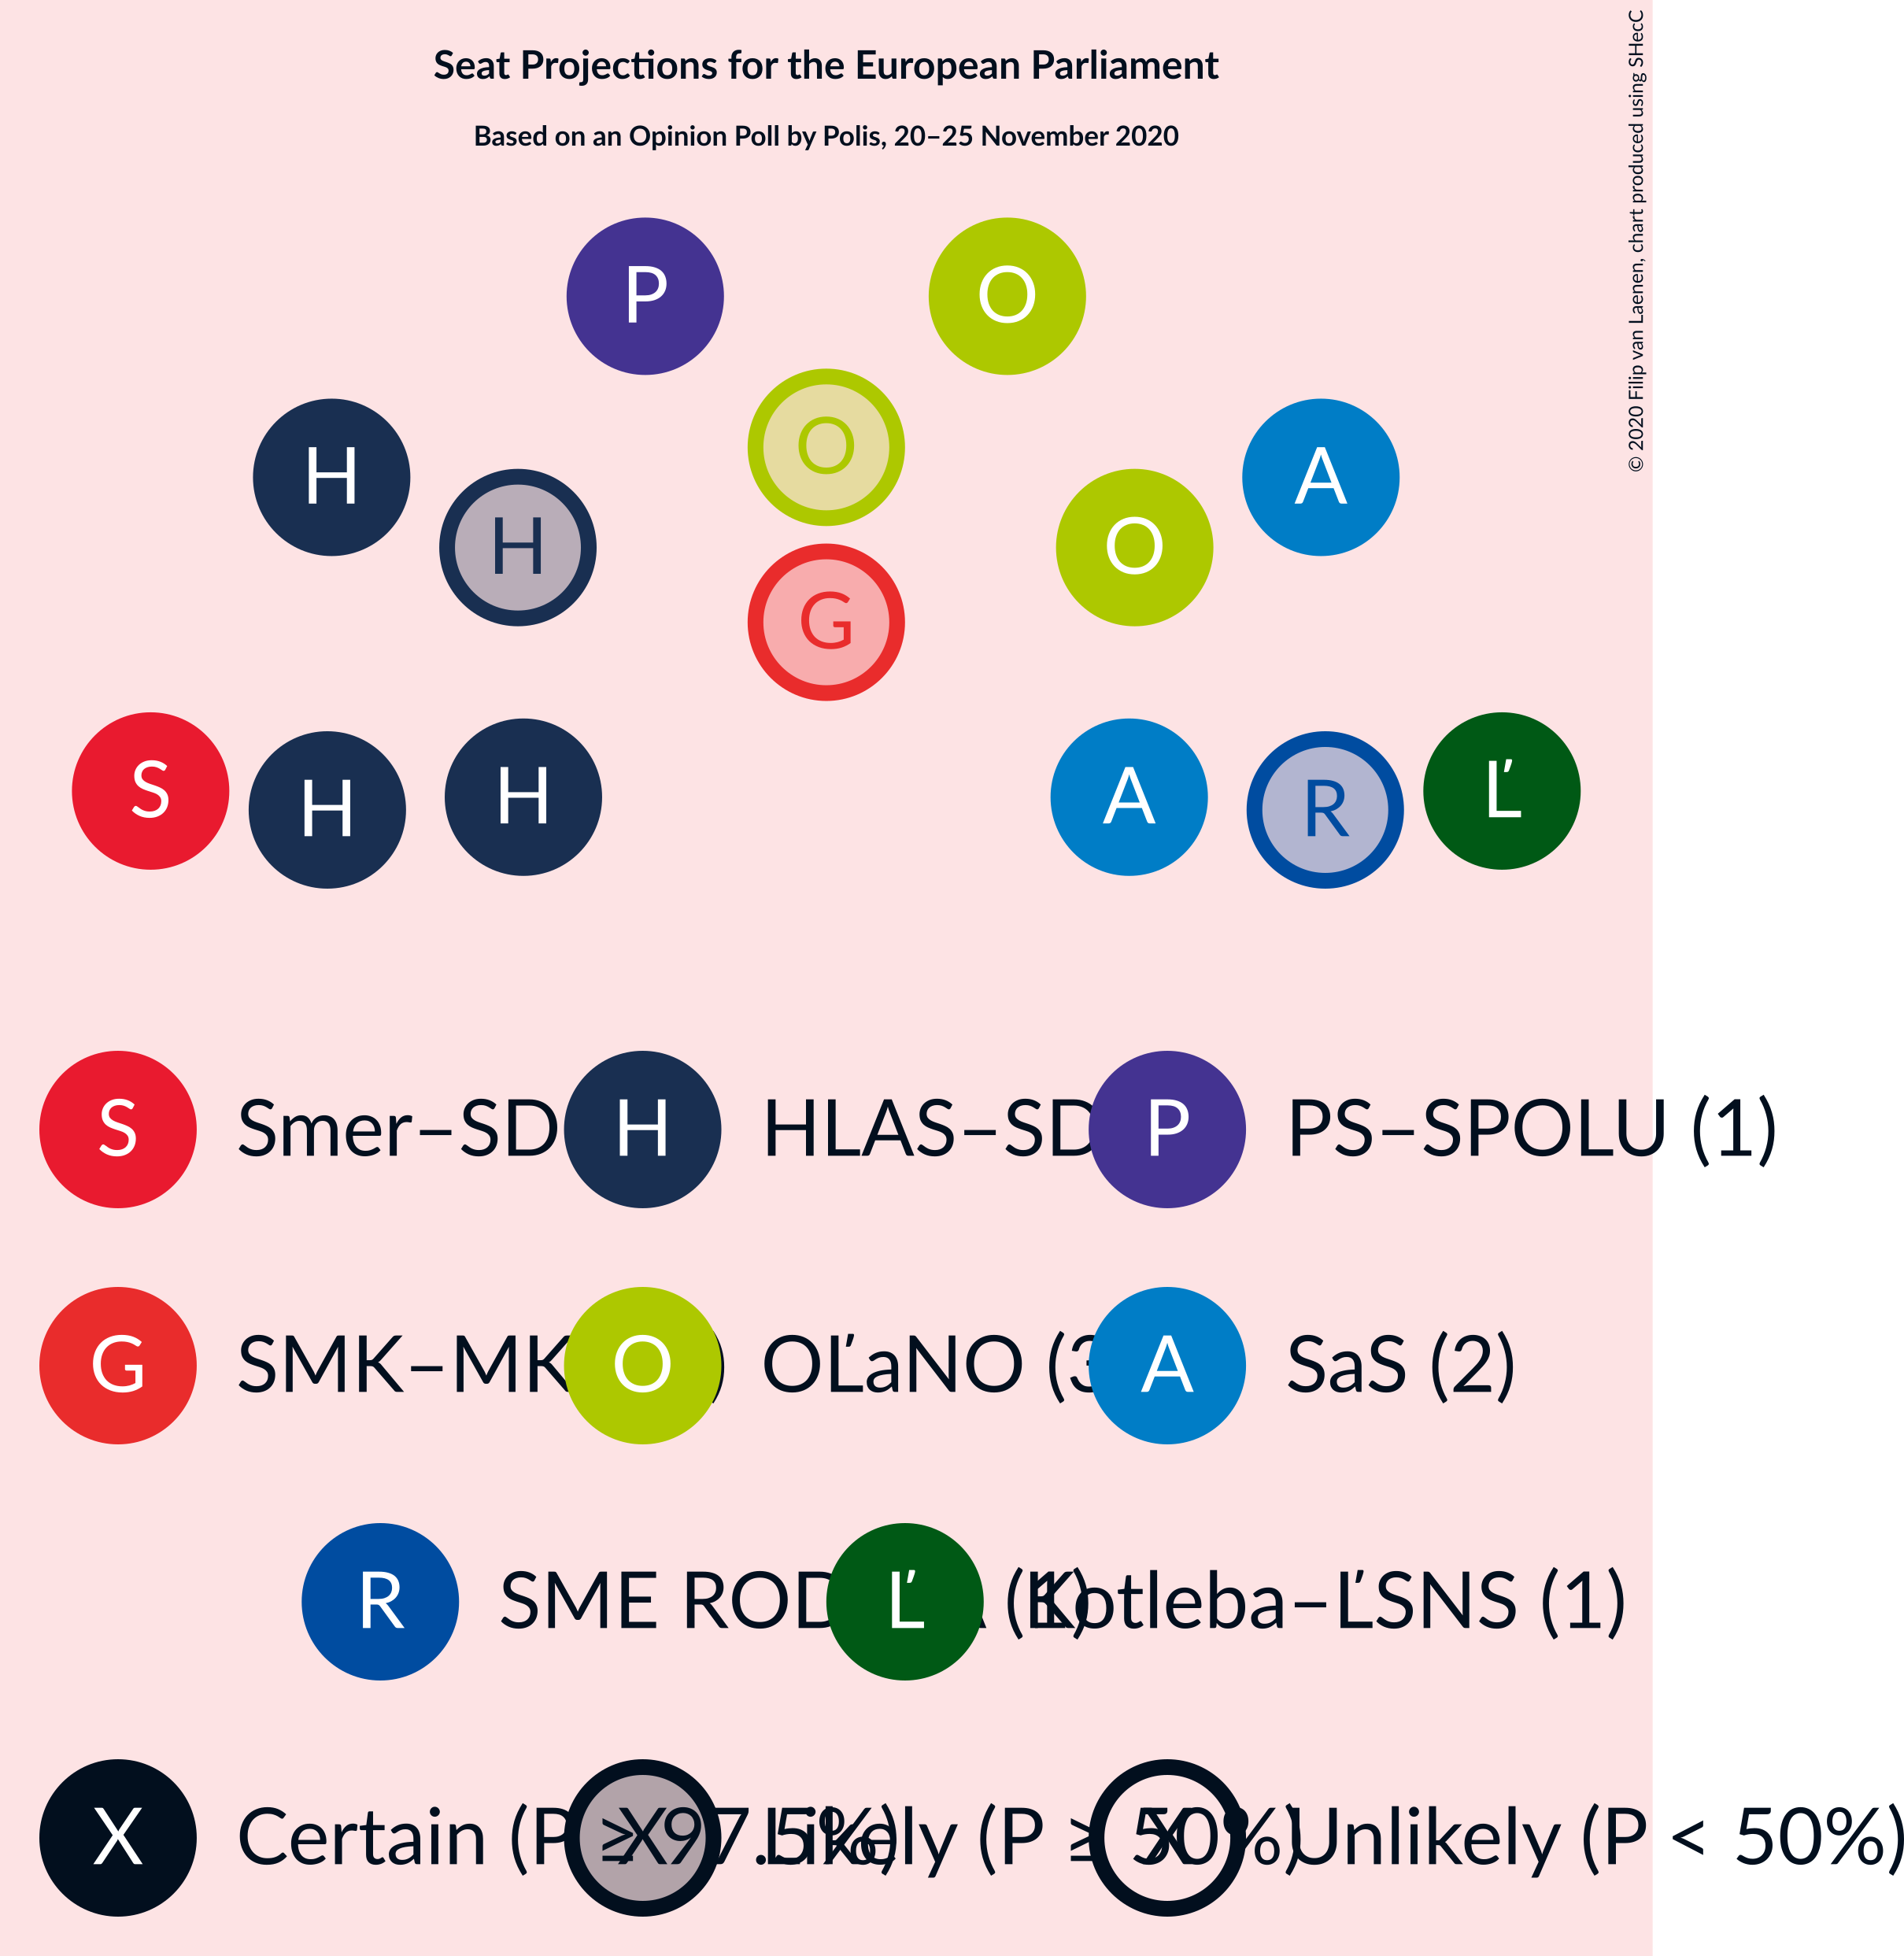 Seat Projections for the European Parliament
Based on an Opinion Poll by Polis, 20–25 November 2020
© 2020 Filip van Laenen, chart produced using SHecC
P O
O
H A
H O
G
S H H A R Ľ
S Smer–SD H HLAS–SD P PS–SPOLU (1)
G SMK–MK O OĽaNO (3 A SaS (2)
R SME ROD Ľ Kotleba–ĽSNS (1)
X Certain (P ≥ 97.5%) X Likely (P ≥ 50%) X Unlikely (P < 50%)